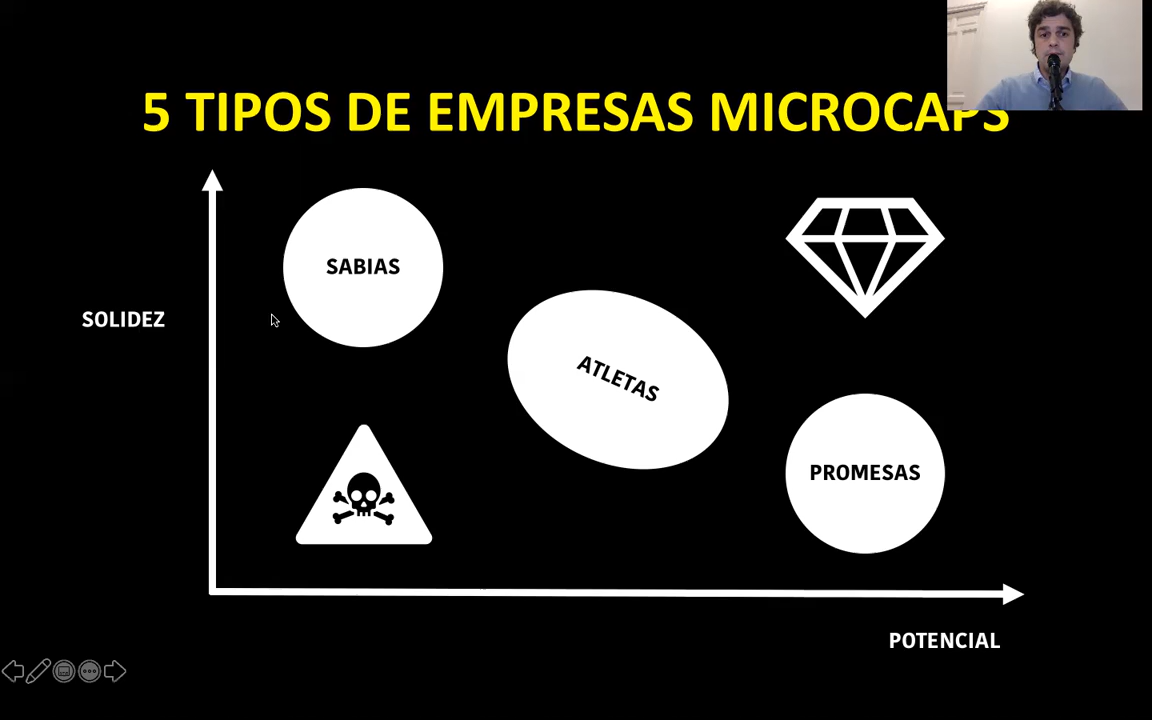 5 TIPOS DE EMPRESAS MICROCAPS
SABIAS
SOLIDEZ
ATLETAS
PROMESAS
POTENCIAL